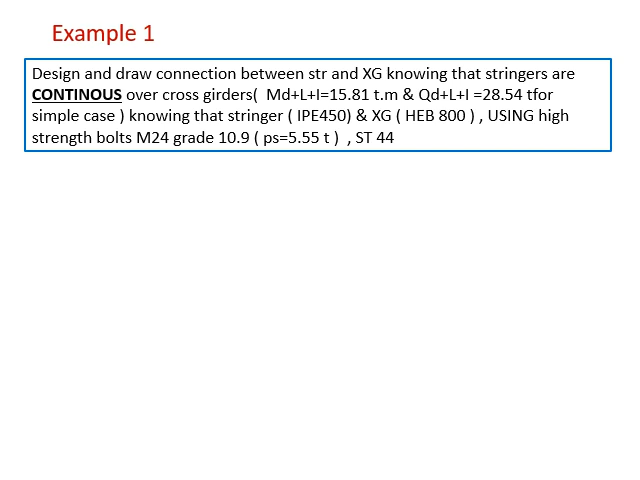 Example 1
Design and draw connection between str and XG knowing that stringers are
CONTINOUS over cross girders(  Md+L+I=15.81 t.m & Qd+L+I =28.54 tfor
simple case ) knowing that stringer ( IPE450) & XG ( HEB 800 ) , USING high
strength bolts M24 grade 10.9 ( ps=5.55 t )  , ST 44